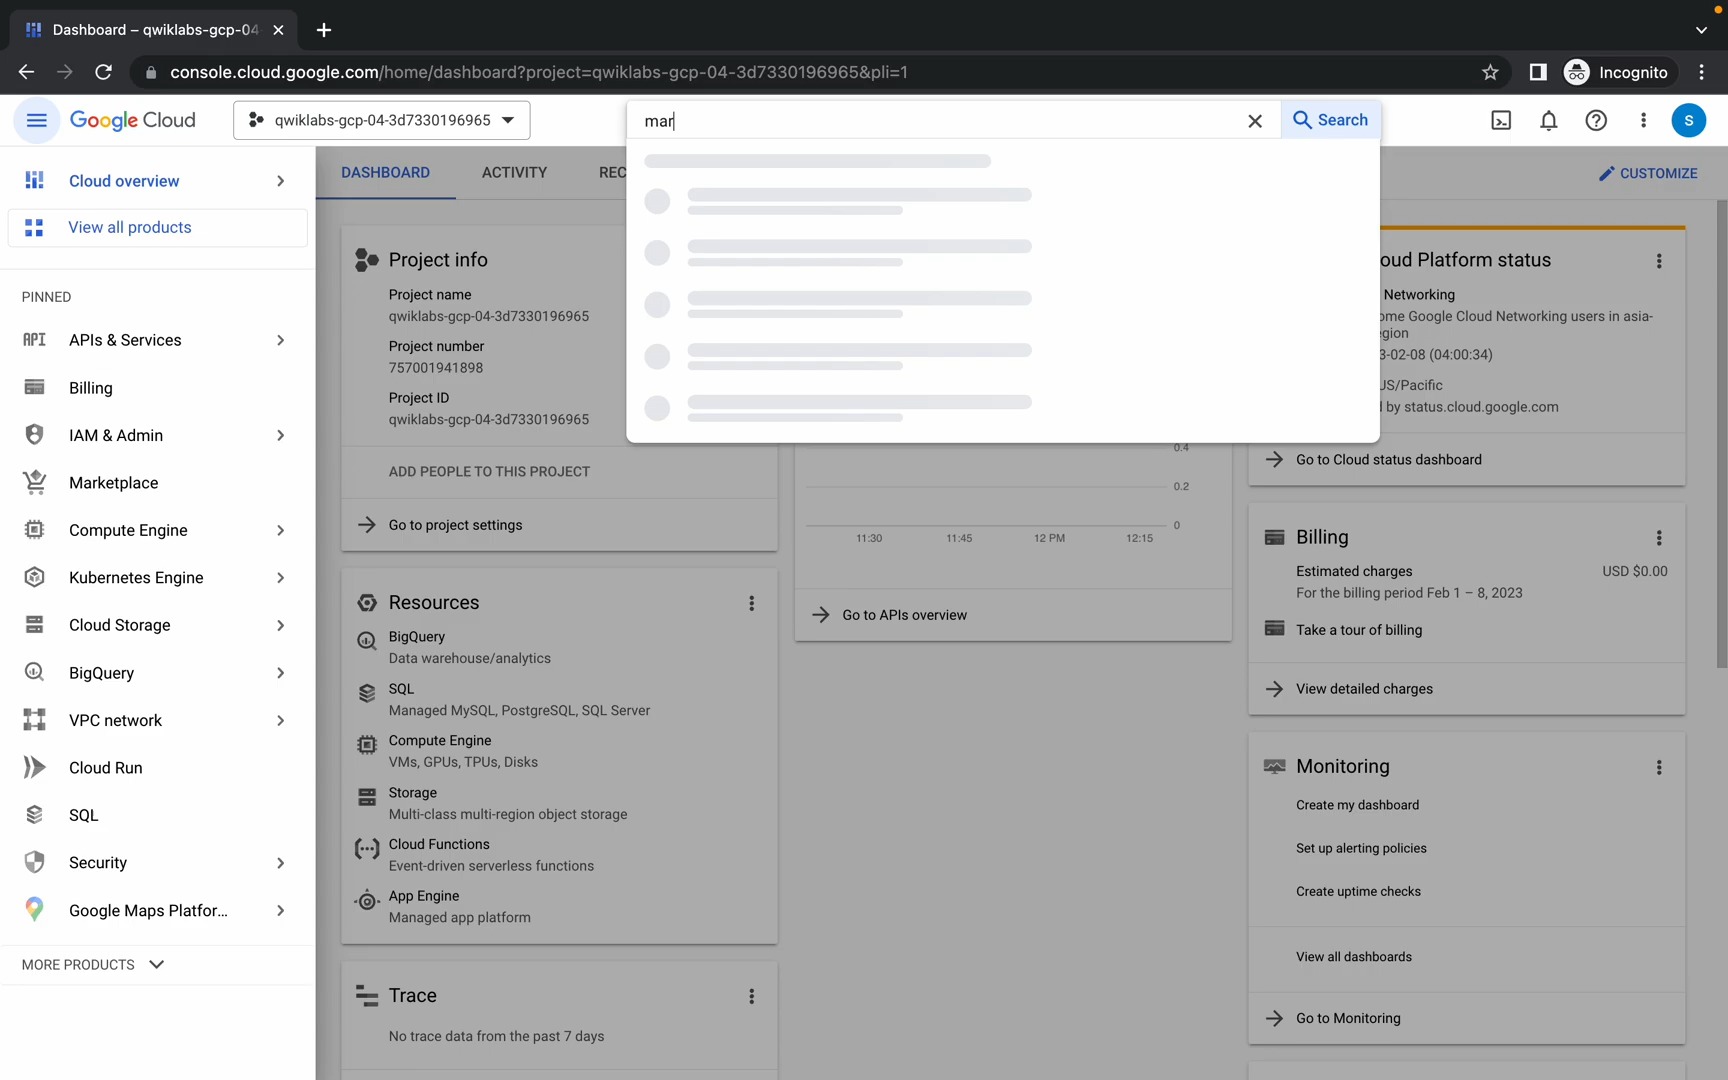 Dashboard – qwiklabs-gcp-04
console.cloud.google.com/home/dashboard?project=qwiklabs-gcp-04-3d7330196965&pli=1
Incognito
Google Cloud
qwiklabs-gcp-04-3d7330196965
mar
Search
S
Cloud overview
View all products
PINNED
API
APIs & Services
Billing
IAM & Admin
Marketplace
Compute Engine
Kubernetes Engine
Cloud Storage
BigQuery
VPC network
Cloud Run
SQL
Security
Google Maps Platfor...
MORE PRODUCTS
DASHBOARD
ACTIVITY
REC
CUSTOMIZE
Project info
Project name
qwiklabs-gcp-04-3d7330196965
Project number
757001941898
Project ID
qwiklabs-gcp-04-3d7330196965
ADD PEOPLE TO THIS PROJECT
Go to project settings
Resources
BigQuery
Data warehouse/analytics
SQL
Managed MySQL, PostgreSQL, SQL Server
Compute Engine
VMs, GPUs, TPUs, Disks
Storage
Multi-class multi-region object storage
Cloud Functions
Event-driven serverless functions
App Engine
Managed app platform
Trace
No trace data from the past 7 days
0.4
0.2
0
11:30
11:45
12 PM
12:15
Go to APIs overview
oud Platform status
Networking
ome Google Cloud Networking users in asia-
egion
3-02-08 (04:00:34)
US/Pacific
d by status.cloud.google.com
Go to Cloud status dashboard
Billing
Estimated charges
USD $0.00
For the billing period Feb 1 – 8, 2023
Take a tour of billing
View detailed charges
Monitoring
Create my dashboard
Set up alerting policies
Create uptime checks
View all dashboards
Go to Monitoring